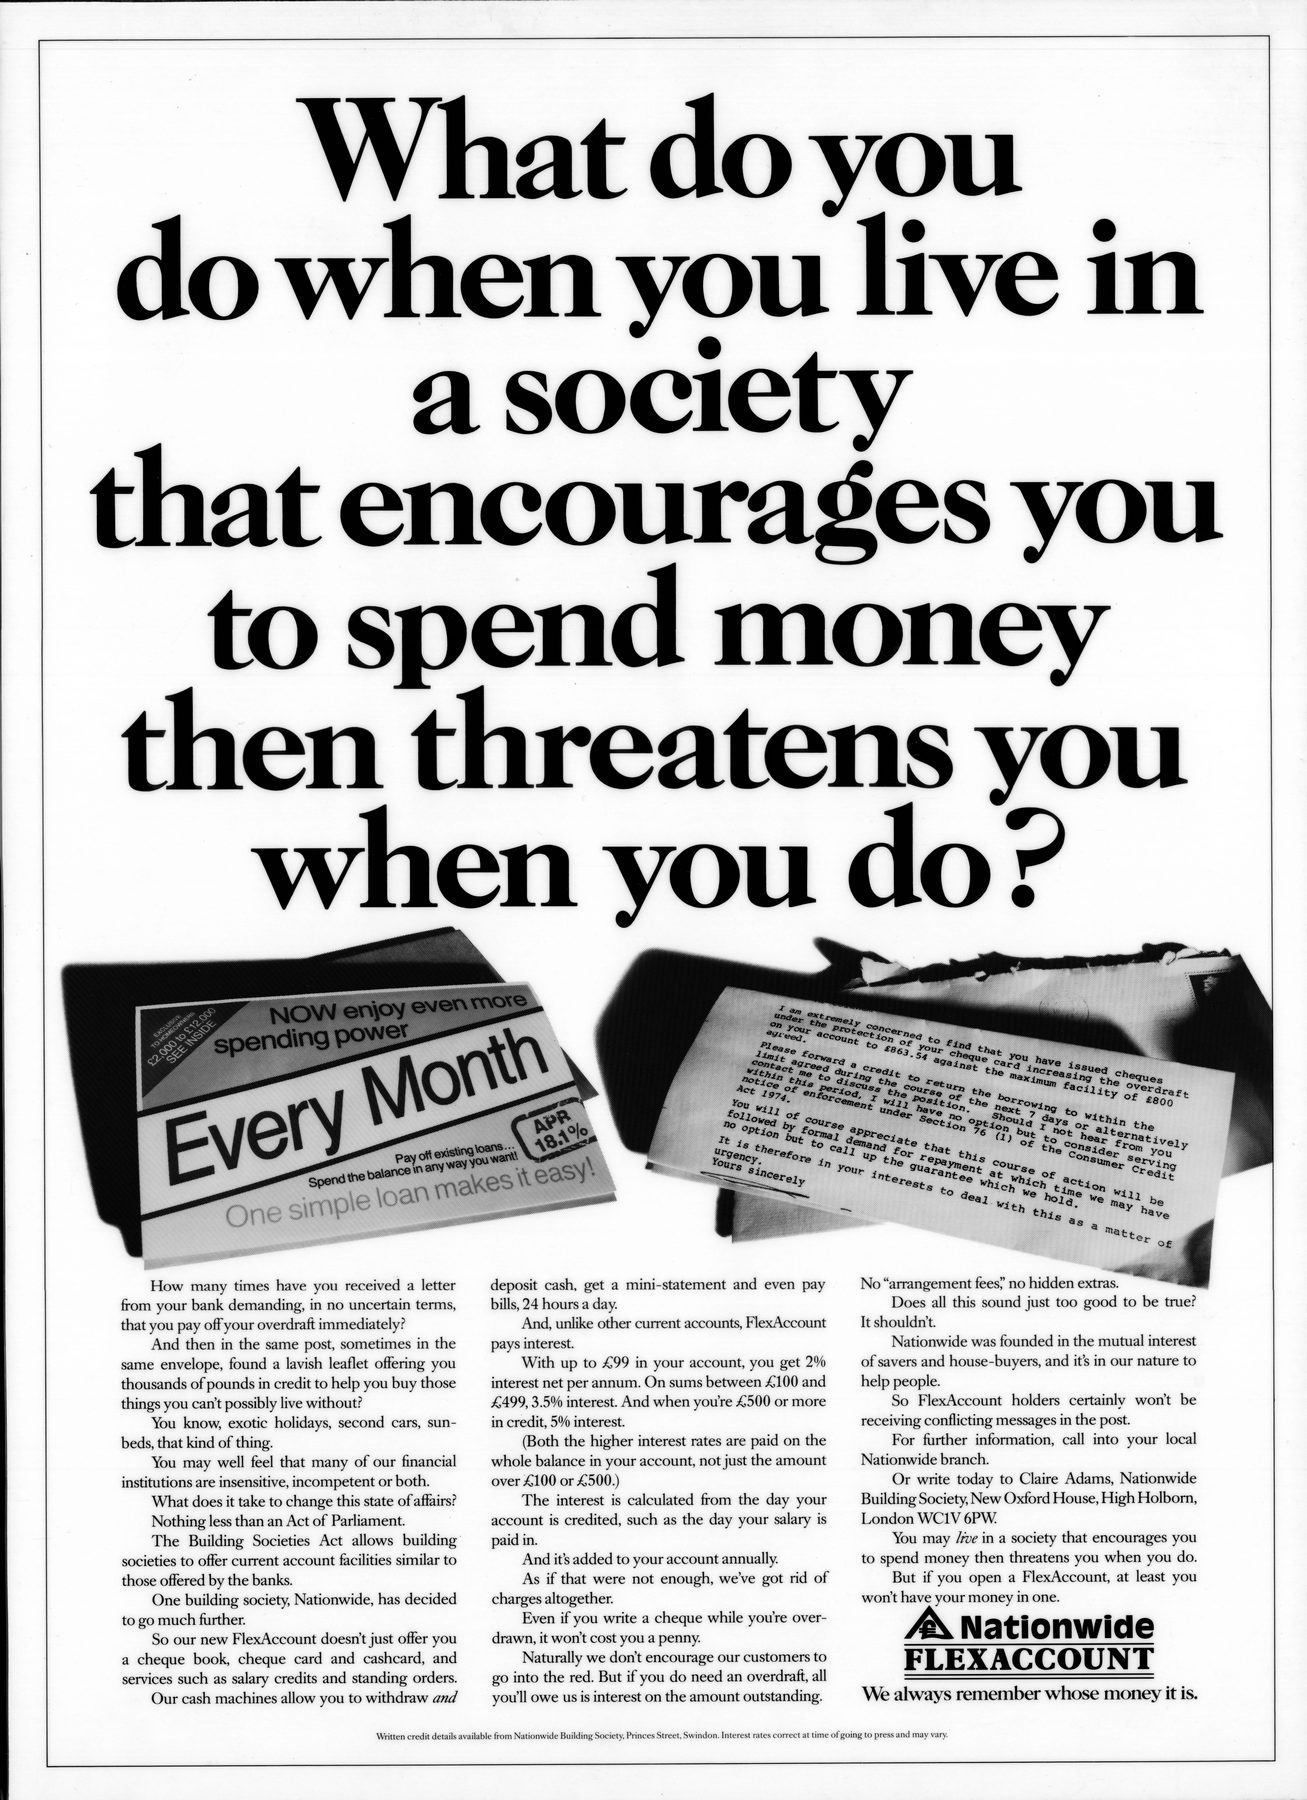 What do you
do when you live in
a society
that encourages you
to spend money
then threatens you
when you do?
EXCLUSIVE
TO HOMEOWNERS
£2,000 to £12,000
SEE INSIDE
NOW enjoy even more
spending power
Every Month
Pay off existing loans...
Spend the balance in any way you want!
APR
18.1%
One simple loan makes it easy!
I am extremely concerned to find that you have issued cheques
under the protection of your cheque card increasing the overdraft
on your account to £863.54 against the maximum facility of £800
agreed.
Please forward a credit to return the borrowing to within the
limit agreed during the course of the next 7 days or alternatively
contact me to discuss the position. Should I not hear from you
within this period, I will have no option but to consider serving
notice of enforcement under Section 76 (1) of the Consumer Credit
Act 1974.
You will of course appreciate that this course of action will be
followed by formal demand for repayment at which time we may have
no option but to call up the guarantee which we hold.
It is therefore in your interests to deal with this as a matter of
urgency.
Yours sincerely
How many times have you received a letter
from your bank demanding, in no uncertain terms,
that you pay off your overdraft immediately?
And then in the same post, sometimes in the
same envelope, found a lavish leaflet offering you
thousands of pounds in credit to help you buy those
things you can't possibly live without?
You know, exotic holidays, second cars, sun-
beds, that kind of thing.
You may well feel that many of our financial
institutions are insensitive, incompetent or both.
What does it take to change this state of affairs?
Nothing less than an Act of Parliament.
The Building Societies Act allows building
societies to offer current account facilities similar to
those offered by the banks.
One building society, Nationwide, has decided
to go much further.
So our new FlexAccount doesn't just offer you
a cheque book, cheque card and cashcard, and
services such as salary credits and standing orders.
Our cash machines allow you to withdraw and
deposit cash, get a mini-statement and even pay
bills, 24 hours a day.
And, unlike other current accounts, FlexAccount
pays interest.
With up to £99 in your account, you get 2%
interest net per annum. On sums between £100 and
£499, 3.5% interest. And when you're £500 or more
in credit, 5% interest.
(Both the higher interest rates are paid on the
whole balance in your account, not just the amount
over £100 or £500.)
The interest is calculated from the day your
account is credited, such as the day your salary is
paid in.
And it's added to your account annually.
As if that were not enough, we've got rid of
charges altogether.
Even if you write a cheque while you're over-
drawn, it won't cost you a penny.
Naturally we don't encourage our customers to
go into the red. But if you do need an overdraft, all
you'll owe us is interest on the amount outstanding.
No "arrangement fees," no hidden extras.
Does all this sound just too good to be true?
It shouldn't.
Nationwide was founded in the mutual interest
of savers and house-buyers, and it's in our nature to
help people.
So FlexAccount holders certainly won't be
receiving conflicting messages in the post.
For further information, call into your local
Nationwide branch.
Or write today to Claire Adams, Nationwide
Building Society, New Oxford House, High Holborn,
London WC1V 6PW.
You may live in a society that encourages you
to spend money then threatens you when you do.
But if you open a FlexAccount, at least you
won't have your money in one.
£ Nationwide
FLEXACCOUNT
We always remember whose money it is.
Written credit details available from Nationwide Building Society, Princes Street, Swindon. Interest rates correct at time of going to press and may vary.